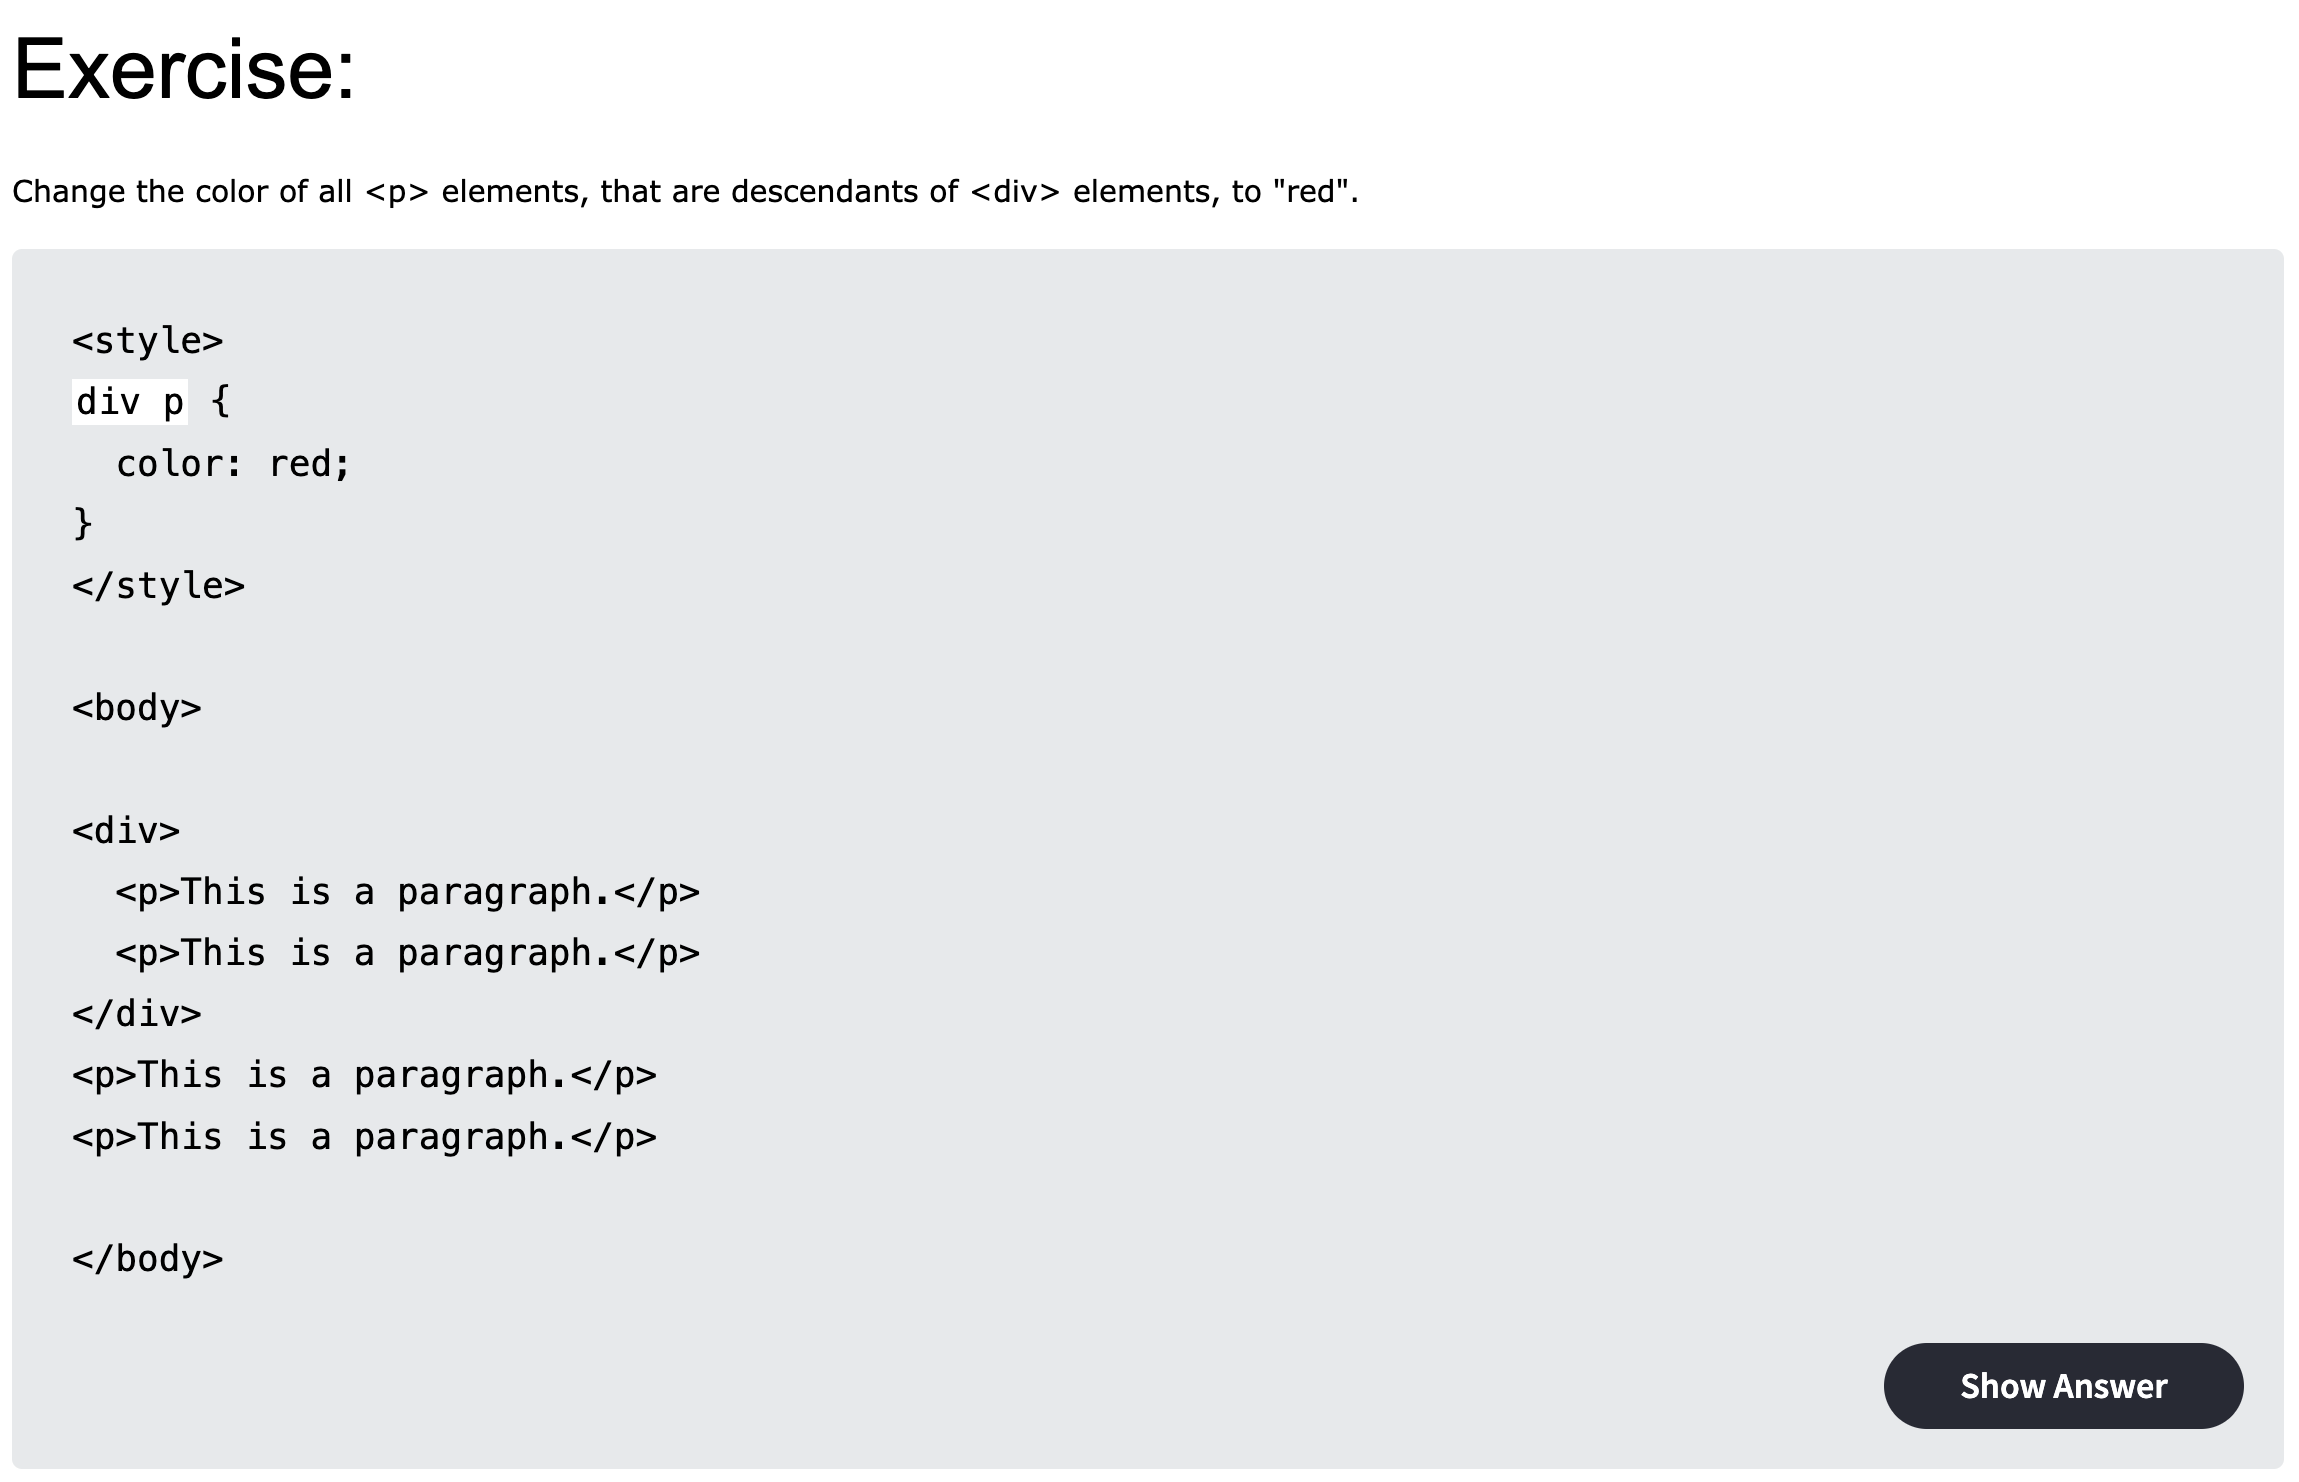 Exercise:
Change the color of all <p> elements, that are descendants of <div> elements, to "red".
<style>
div p {
  color: red;
}
</style>
<body>
<div>
  <p>This is a paragraph.</p>
  <p>This is a paragraph.</p>
</div>
<p>This is a paragraph.</p>
<p>This is a paragraph.</p>
</body>
Show Answer